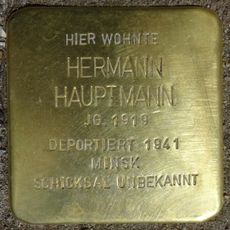 HIER WOHNTE
HERMANN
HAUPTMANN
JG. 1919
DEPORTIERT 1941
MINSK
SCHICKSAL UNBEKANNT